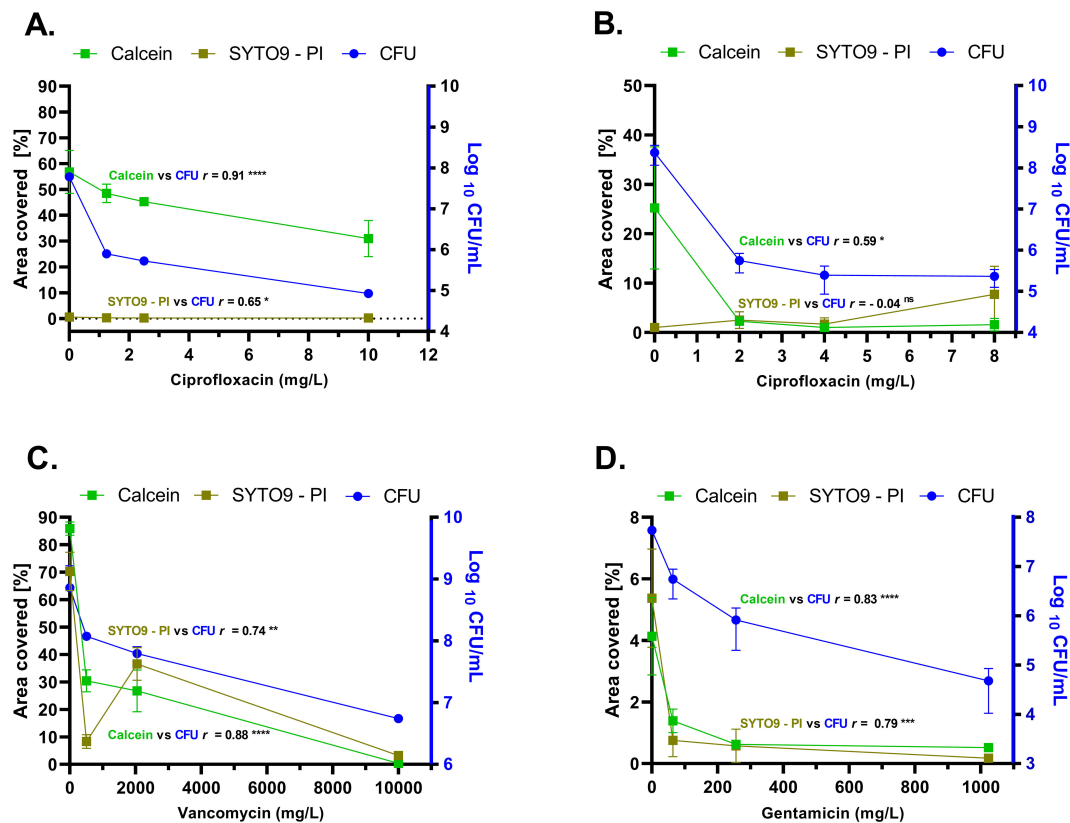 A.
Calcein SYTO9 - PI CFU
90
80
70
60
50
40
30
20
10
0
Area covered [%]
10
9
8
7
6
5
4
Log 10 CFU/mL
Calcein vs CFU r = 0.91 ****
SYTO9 - PI vs CFU r = 0.65 *
0 2 4 6 8 10 12
Ciprofloxacin (mg/L)
B.
Calcein SYTO9 - PI CFU
50
40
30
20
10
0
Area covered [%]
10
9
8
7
6
5
4
Log 10 CFU/mL
Calcein vs CFU r = 0.59 *
SYTO9 - PI vs CFU r = - 0.04 ns
0 1 2 3 4 5 6 7 8
Ciprofloxacin (mg/L)
C.
Calcein SYTO9 - PI CFU
90
80
70
60
50
40
30
20
10
0
Area covered [%]
10
9
8
7
6
Log 10 CFU/mL
SYTO9 - PI vs CFU r = 0.74 **
Calcein vs CFU r = 0.88 ****
0 2000 4000 6000 8000 10000
Vancomycin (mg/L)
D.
Calcein SYTO9 - PI CFU
8
6
4
2
0
Area covered [%]
8
7
6
5
4
3
Log 10 CFU/mL
Calcein vs CFU r = 0.83 ****
SYTO9 - PI vs CFU r = 0.79 ***
0 200 400 600 800 1000
Gentamicin (mg/L)